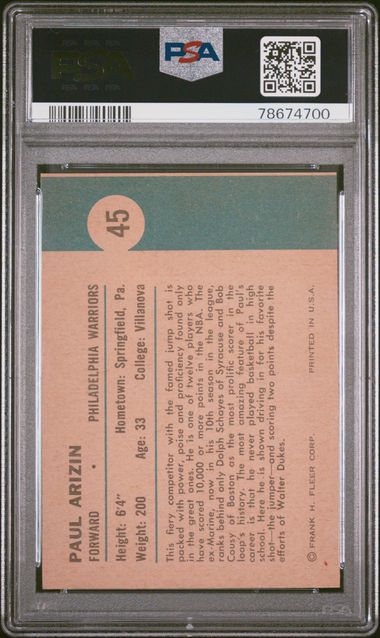 PSA
PSA
78674700
45
PAUL ARIZIN
FORWARD • PHILADELPHIA WARRIORS
Height: 6'4" Hometown: Springfield, Pa.
Weight: 200 Age: 33 College: Villanova
This fiery competitor with the famed jump shot is
packed with power, poise and proficiency found only
in the great ones. He is one of twelve players who
have scored 10,000 or more points in the NBA. The
ex-Marine, now in his 10th season in the league,
ranks behind only Dolph Schayes of Syracuse and Bob
Cousy of Boston as the most prolific scorer in the
loop's history. The most amazing feature of Paul's
career is that he never played basketball in high
school. Here he is shown driving in for his favorite
shot—the jumper—and scoring two points despite the
efforts of Walter Dukes.
© FRANK H. FLEER CORP. PRINTED IN U.S.A.
PSA